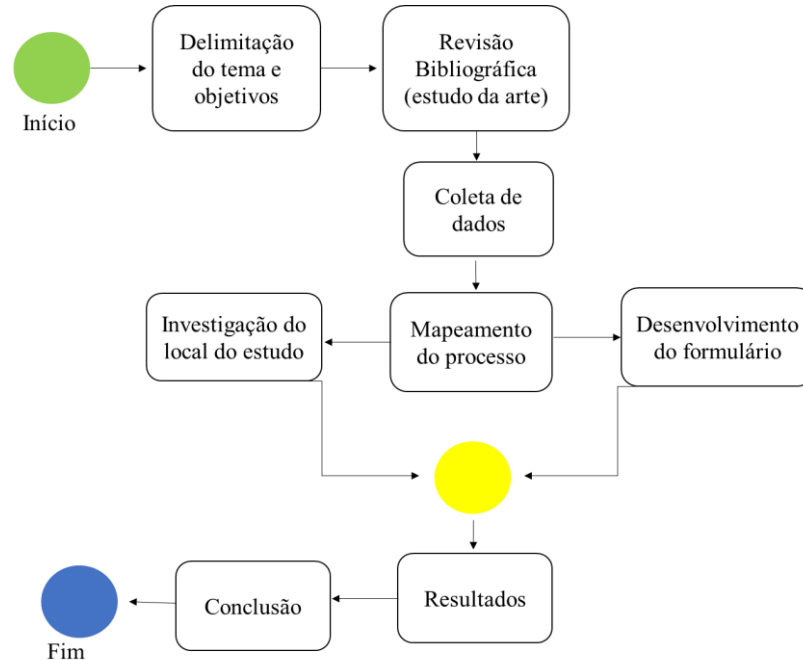 Início
Delimitação
do tema e
objetivos
Revisão
Bibliográfica
(estudo da arte)
Coleta de
dados
Investigação do
local do estudo
Mapeamento
do processo
Desenvolvimento
do formulário
Resultados
Conclusão
Fim